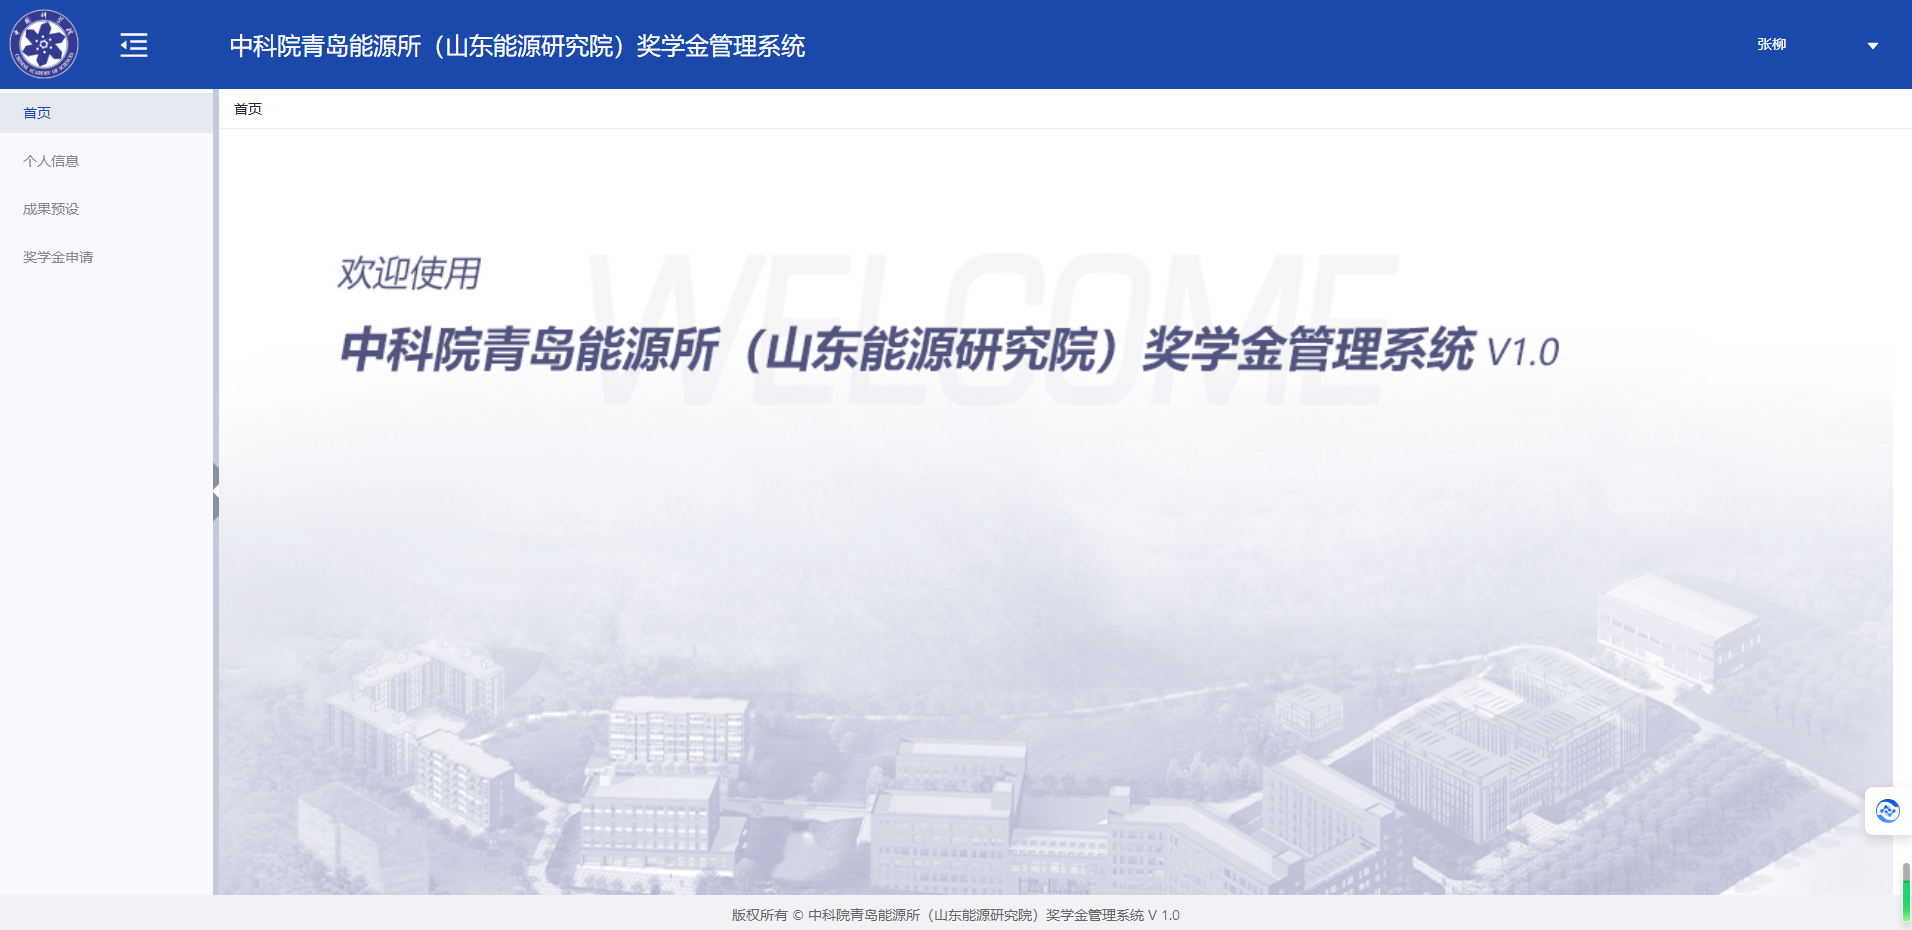 中科院青岛能源所（山东能源研究院）奖学金管理系统
张柳
首页
个人信息
成果预设
奖学金申请
首页
WELCOME
欢迎使用
中科院青岛能源所（山东能源研究院）奖学金管理系统 V1.0
版权所有 © 中科院青岛能源所（山东能源研究院）奖学金管理系统 V 1.0